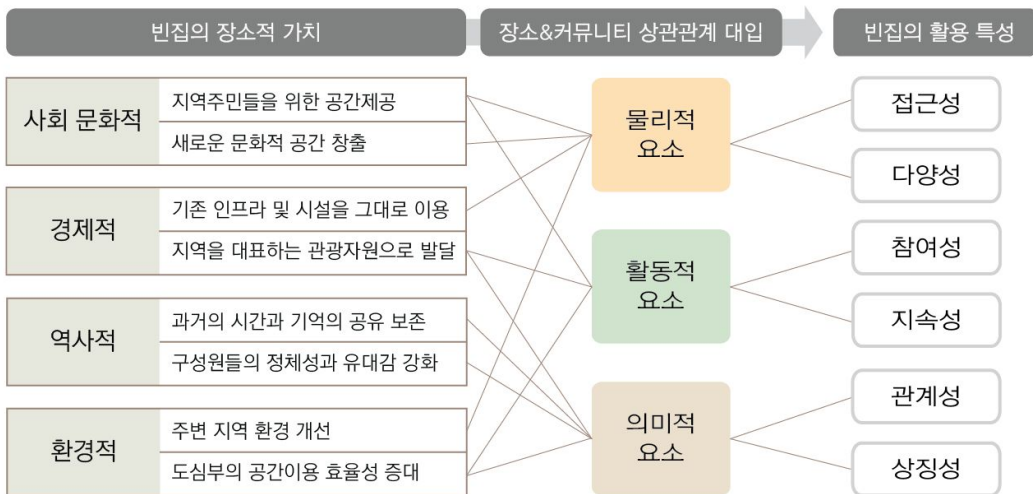 빈집의 장소적 가치
장소&커뮤니티 상관관계 대입
빈집의 활용 특성
사회 문화적
지역주민들을 위한 공간제공
새로운 문화적 공간 창출
경제적
기존 인프라 및 시설을 그대로 이용
지역을 대표하는 관광자원으로 발달
역사적
과거의 시간과 기억의 공유 보존
구성원들의 정체성과 유대감 강화
환경적
주변 지역 환경 개선
도심부의 공간이용 효율성 증대
물리적
요소
활동적
요소
의미적
요소
접근성
다양성
참여성
지속성
관계성
상징성